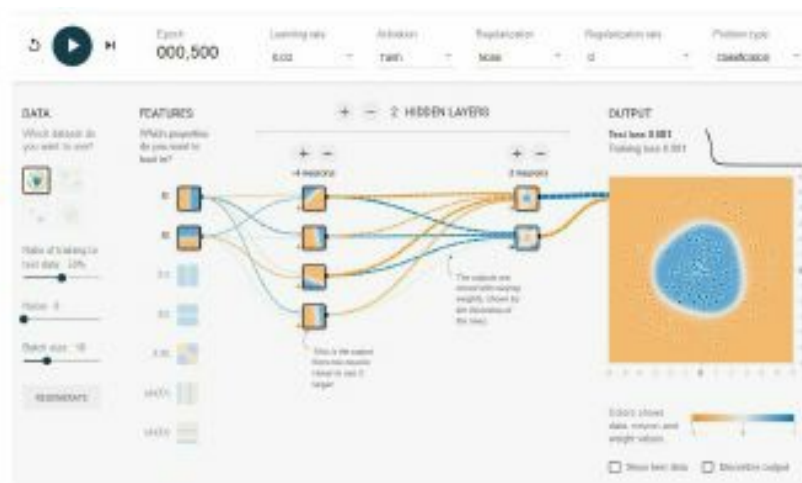 Epoch
000,500
Learning rate
Activation
Regularization
Regularization rate
Problem type
Tanh
None
0
Classification
DATA
Which dataset do
you want to use?
Ratio of training to
test data:
Noise: 0
Batch size: 10
REGENERATE
FEATURES
Which properties
do you want to
feed in?
+ − 2 HIDDEN LAYERS
+ −
4 neurons
+ −
2 neurons
This is the output
from one neuron.
Hover to see it
larger.
The outputs are
mixed with varying
weights, shown by
the thickness of
the lines.
OUTPUT
Test loss 0.001
Training loss 0.001
Colors shows
data, neuron and
weight values.
Show test data
Discretize output